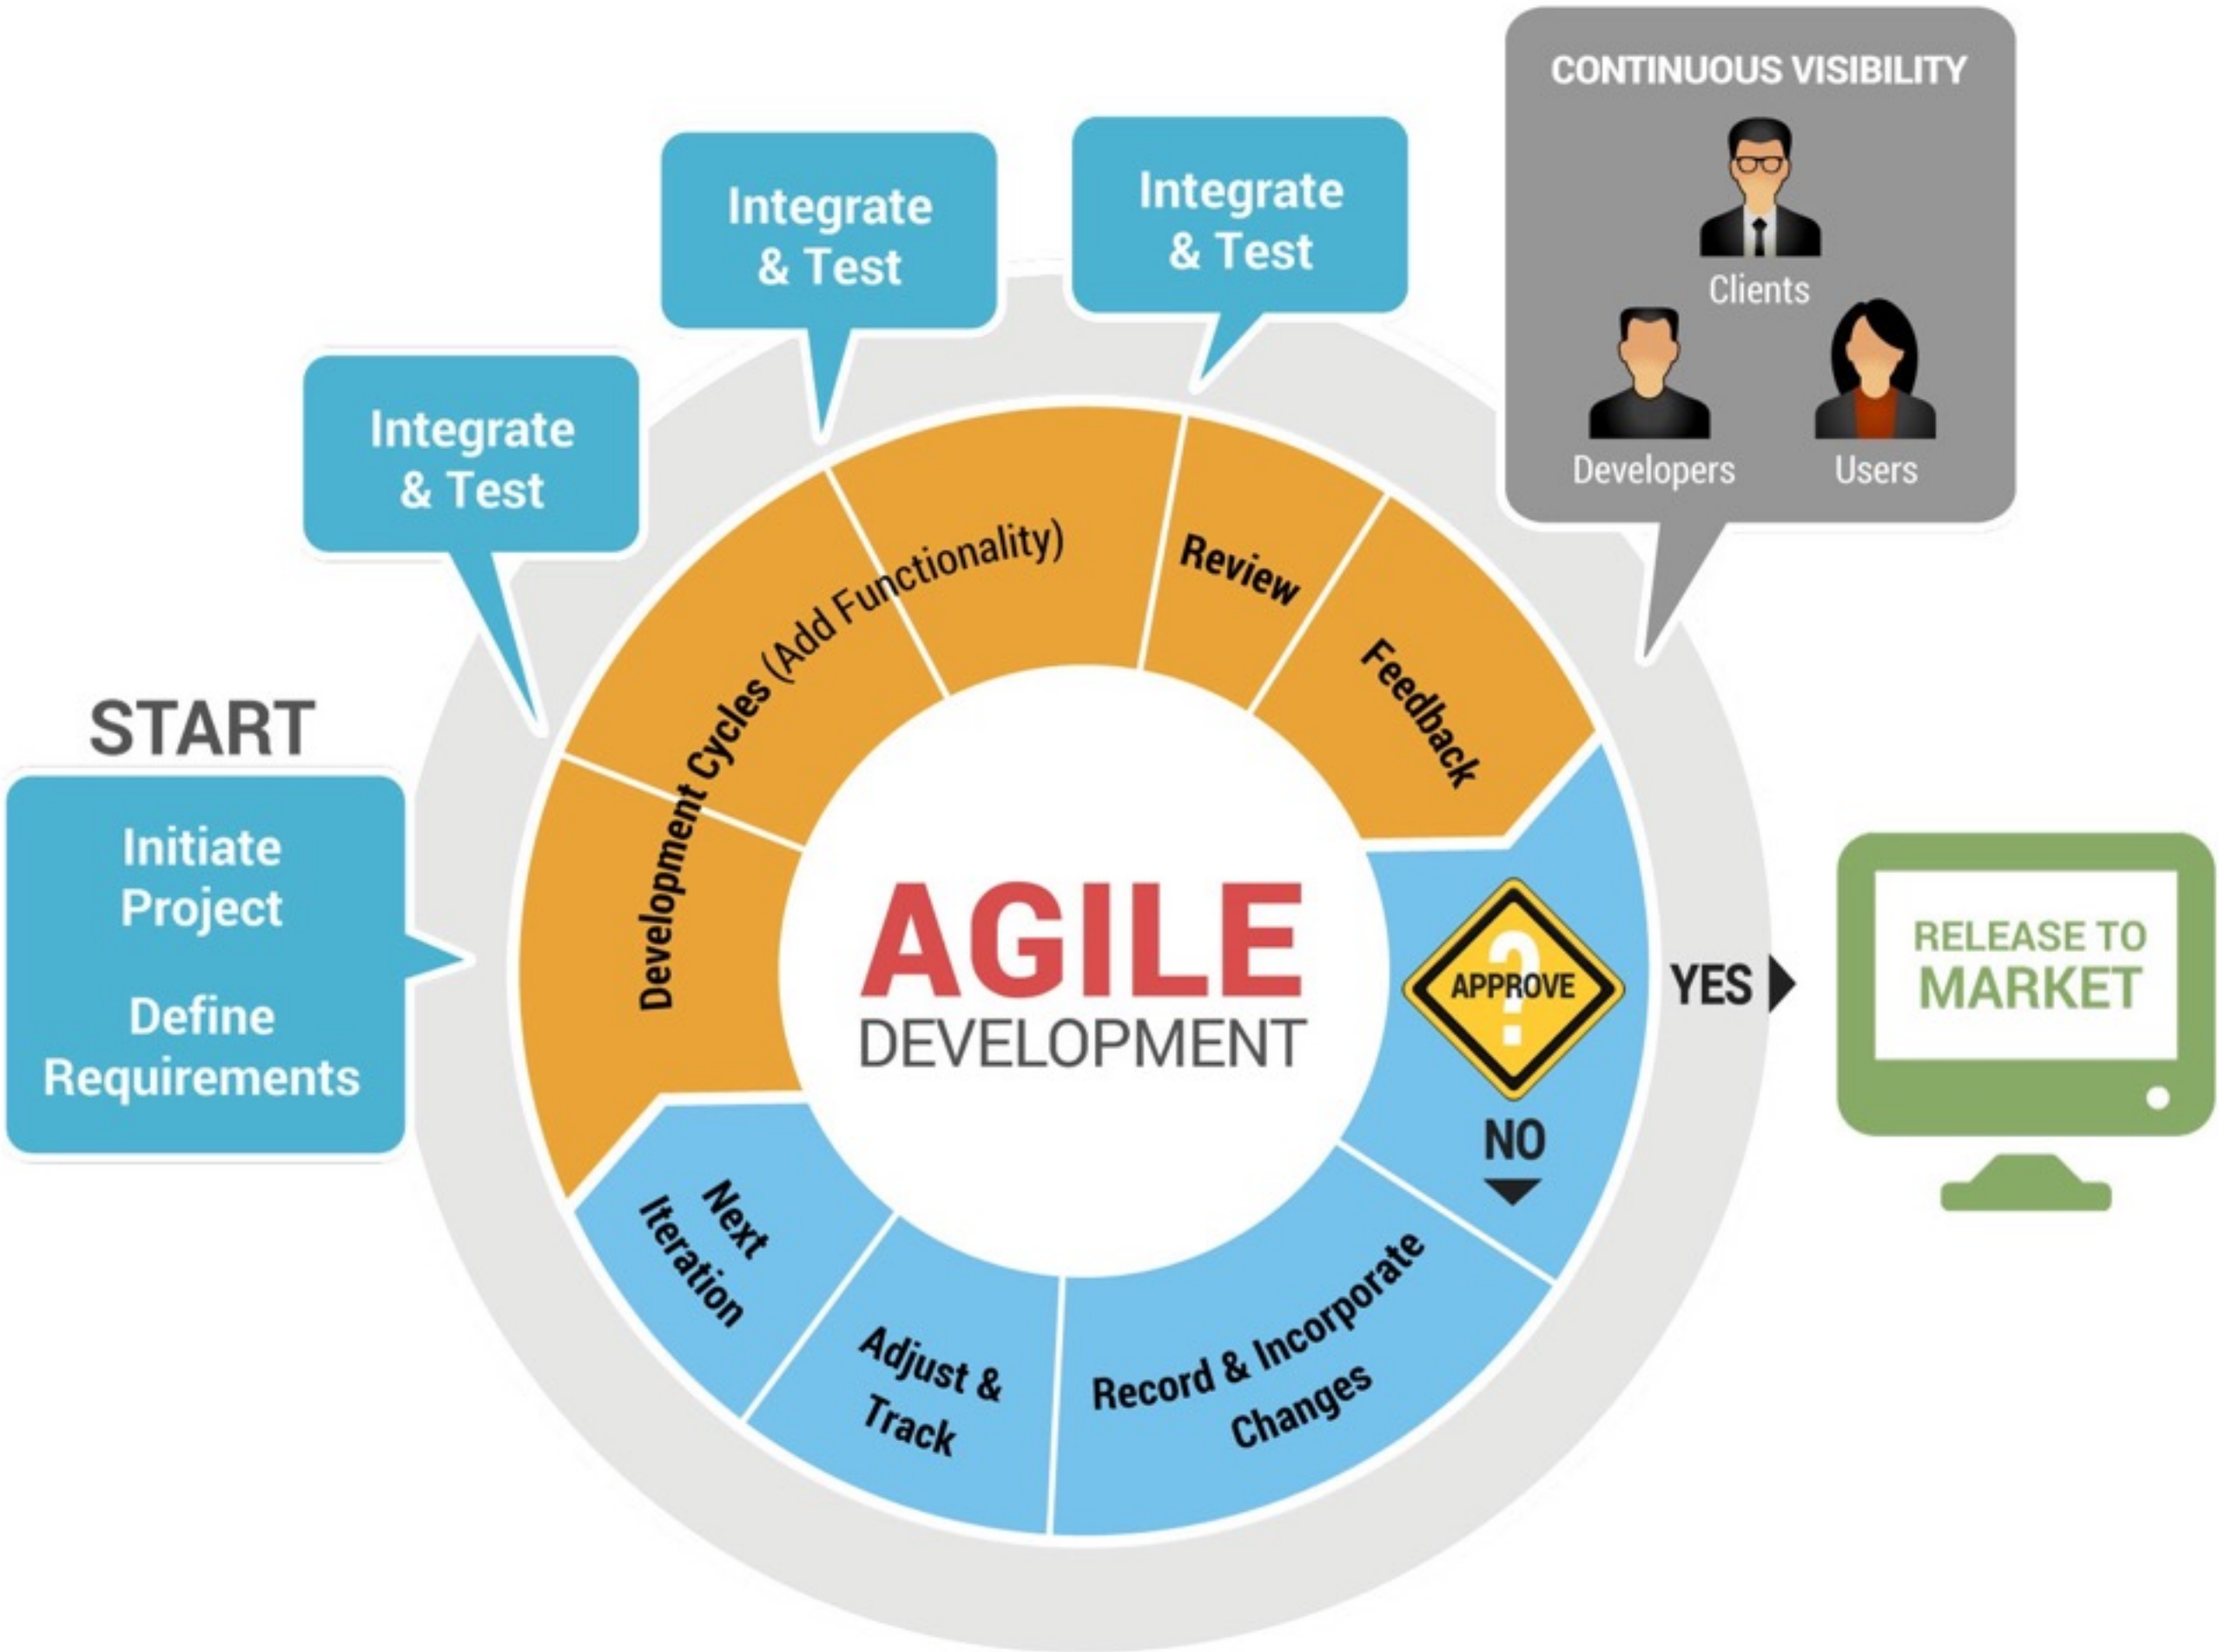 CONTINUOUS VISIBILITY
Clients
Developers
Users
Integrate
& Test
Integrate
& Test
Integrate
& Test
START
Initiate
Project
Define
Requirements
Development Cycles (Add Functionality)
Review
Feedback
?
APPROVE
YES
NO
RELEASE TO
MARKET
Record & Incorporate
Changes
Adjust &
Track
Next
Iteration
AGILE
DEVELOPMENT